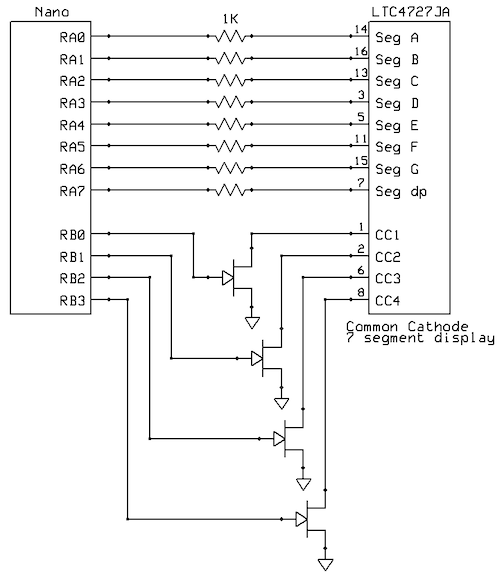 Nano
LTC4727JA
1K
RA0
14
Seg A
RA1
16
Seg B
RA2
13
Seg C
RA3
3
Seg D
RA4
5
Seg E
RA5
11
Seg F
RA6
15
Seg G
RA7
7
Seg dp
RB0
1
CC1
RB1
2
CC2
RB2
6
CC3
RB3
8
CC4
Common Cathode
7 segment display